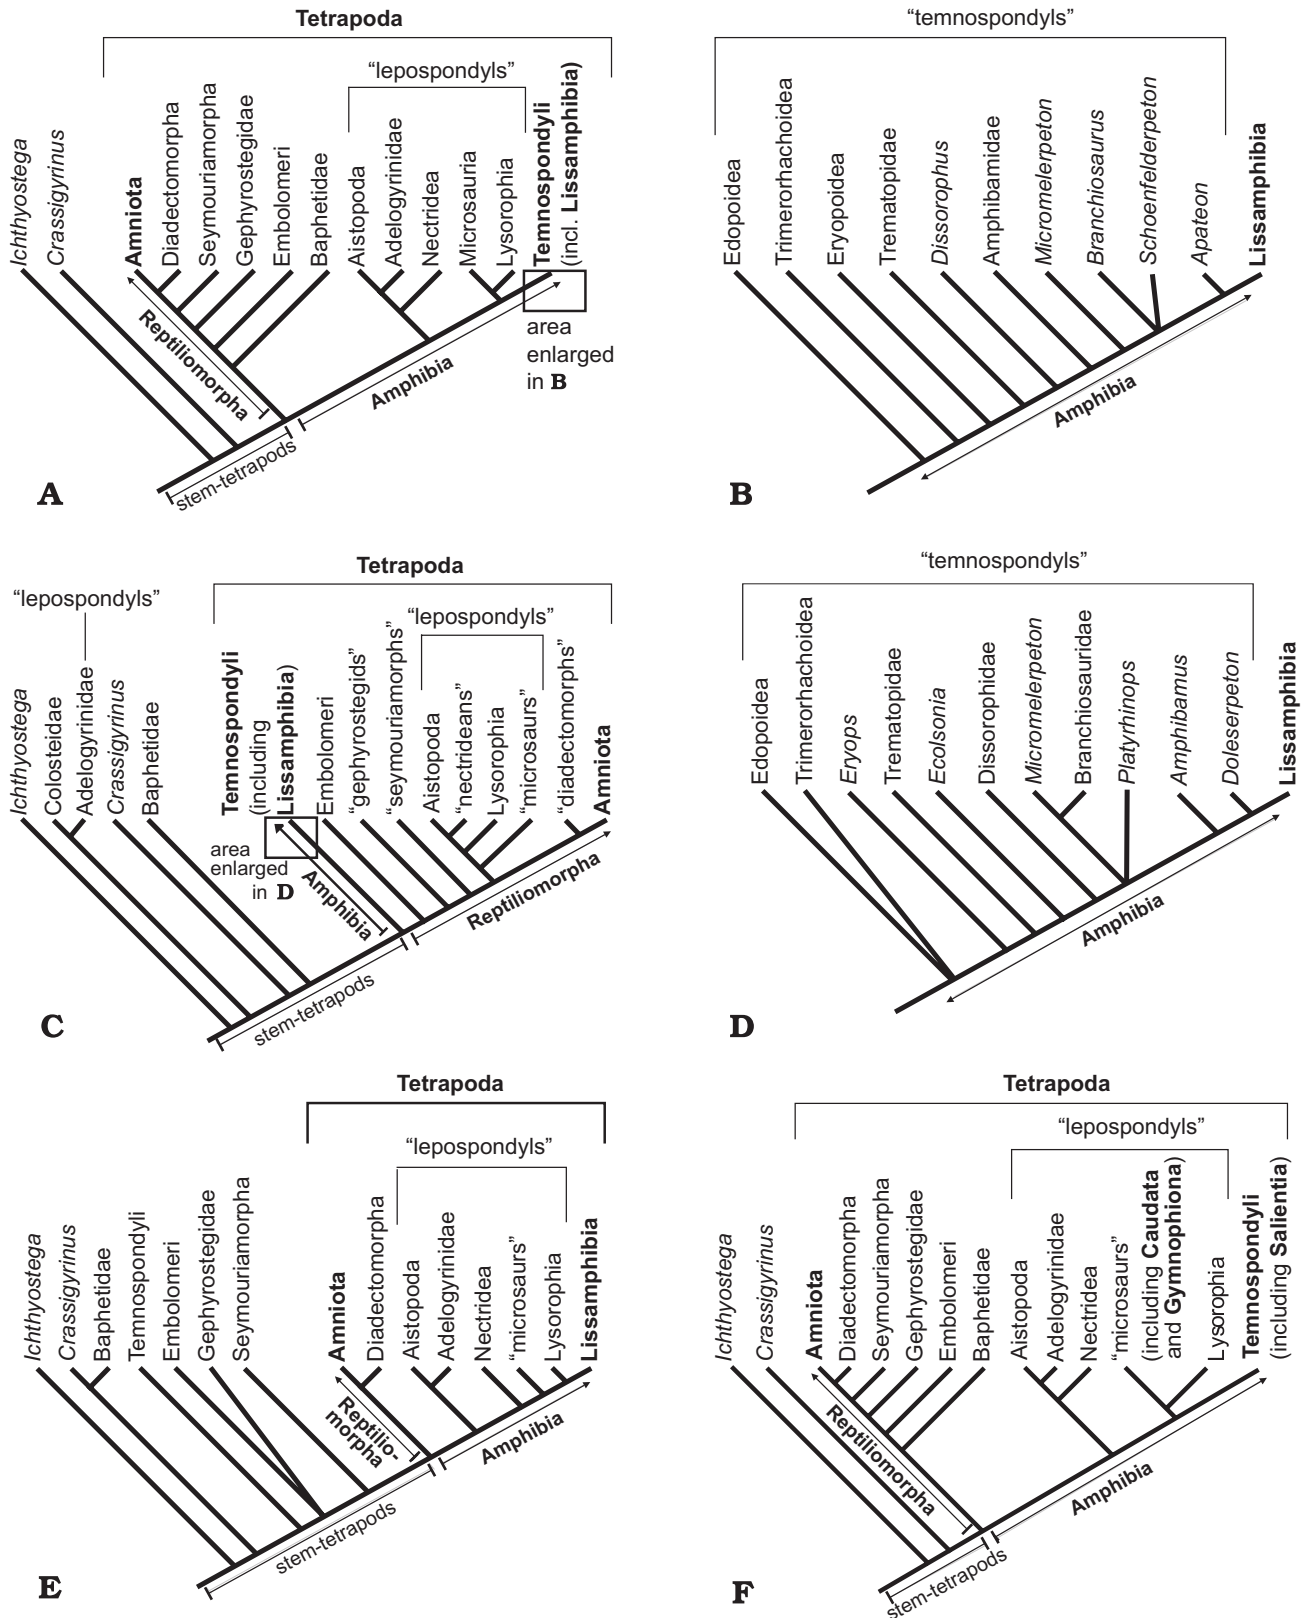 Tetrapoda
“lepospondyls”
Ichthyostega
Crassigyrinus
Amniota
Diadectomorpha
Seymouriamorpha
Gephyrostegidae
Embolomeri
Baphetidae
Aistopoda
Adelogyrinidae
Nectridea
Microsauria
Lysorophia
Temnospondyli
(incl. Lissamphibia)
Reptiliomorpha
Amphibia
area
enlarged
in B
stem-tetrapods
A
“temnospondyls”
Edopoidea
Trimerorhachoidea
Eryopoidea
Trematopidae
Dissorophus
Amphibamidae
Micromelerpeton
Branchiosaurus
Schoenfelderpeton
Apateon
Lissamphibia
Amphibia
B
Tetrapoda
“lepospondyls”
“lepospondyls”
Ichthyostega
Colosteidae
Adelogyrinidae
Crassigyrinus
Baphetidae
Temnospondyli
(including
Lissamphibia)
Embolomeri
“gephyrostegids”
“seymouriamorphs”
Aistopoda
“nectrideans”
Lysorophia
“microsaurs”
“diadectomorphs”
Amniota
area
enlarged
in D
Amphibia
Reptiliomorpha
stem-tetrapods
C
“temnospondyls”
Edopoidea
Trimerorhachoidea
Eryops
Trematopidae
Ecolsonia
Dissorophidae
Micromelerpeton
Branchiosauridae
Platyrhinops
Amphibamus
Doleserpeton
Lissamphibia
Amphibia
D
Tetrapoda
“lepospondyls”
Ichthyostega
Crassigyrinus
Baphetidae
Temnospondyli
Embolomeri
Gephyrostegidae
Seymouriamorpha
Amniota
Diadectomorpha
Aistopoda
Adelogyrinidae
Nectridea
“microsaurs”
Lysorophia
Lissamphibia
Reptilio-
morpha
Amphibia
stem-tetrapods
E
Tetrapoda
“lepospondyls”
Ichthyostega
Crassigyrinus
Amniota
Diadectomorpha
Seymouriamorpha
Gephyrostegidae
Embolomeri
Baphetidae
Aistopoda
Adelogyrinidae
Nectridea
“microsaurs”
(including Caudata
and Gymnophiona)
Lysorophia
Temnospondyli
(including Salientia)
Reptiliomorpha
Amphibia
stem-tetrapods
F